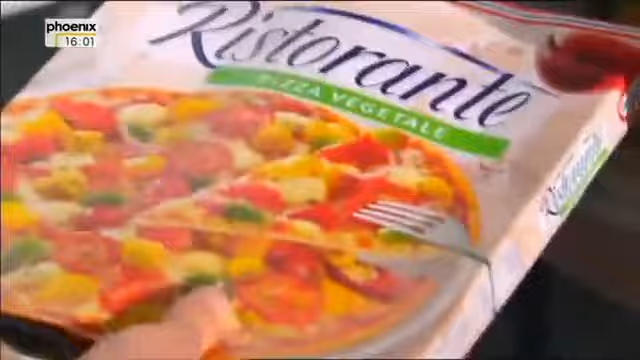 phoenix
16:01
Ristorante
PIZZA VEGETALE
Ristorante